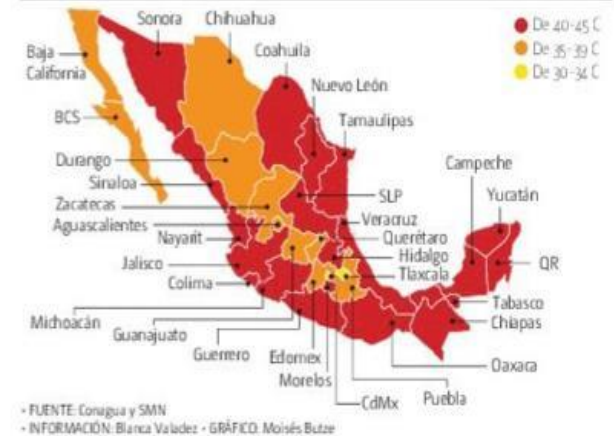 Sonora
Chihuahua
De 40-45 C
De 35-39 C
De 30-34 C
Baja
California
Coahuila
Nuevo León
BCS
Tamaulipas
Campeche
Durango
Yucatán
Sinaloa
SLP
Zacatecas
Veracruz
Aguascalientes
Querétaro
Nayarit
Hidalgo
QR
Jalisco
Tlaxcala
Colima
Tabasco
Michoacán
Chiapas
Guanajuato
Guerrero
Edomex
Oaxaca
Morelos
Puebla
CdMx
• FUENTE: Conagua y SMN
• INFORMACIÓN: Blanca Valadez • GRÁFICO: Moisés Butze